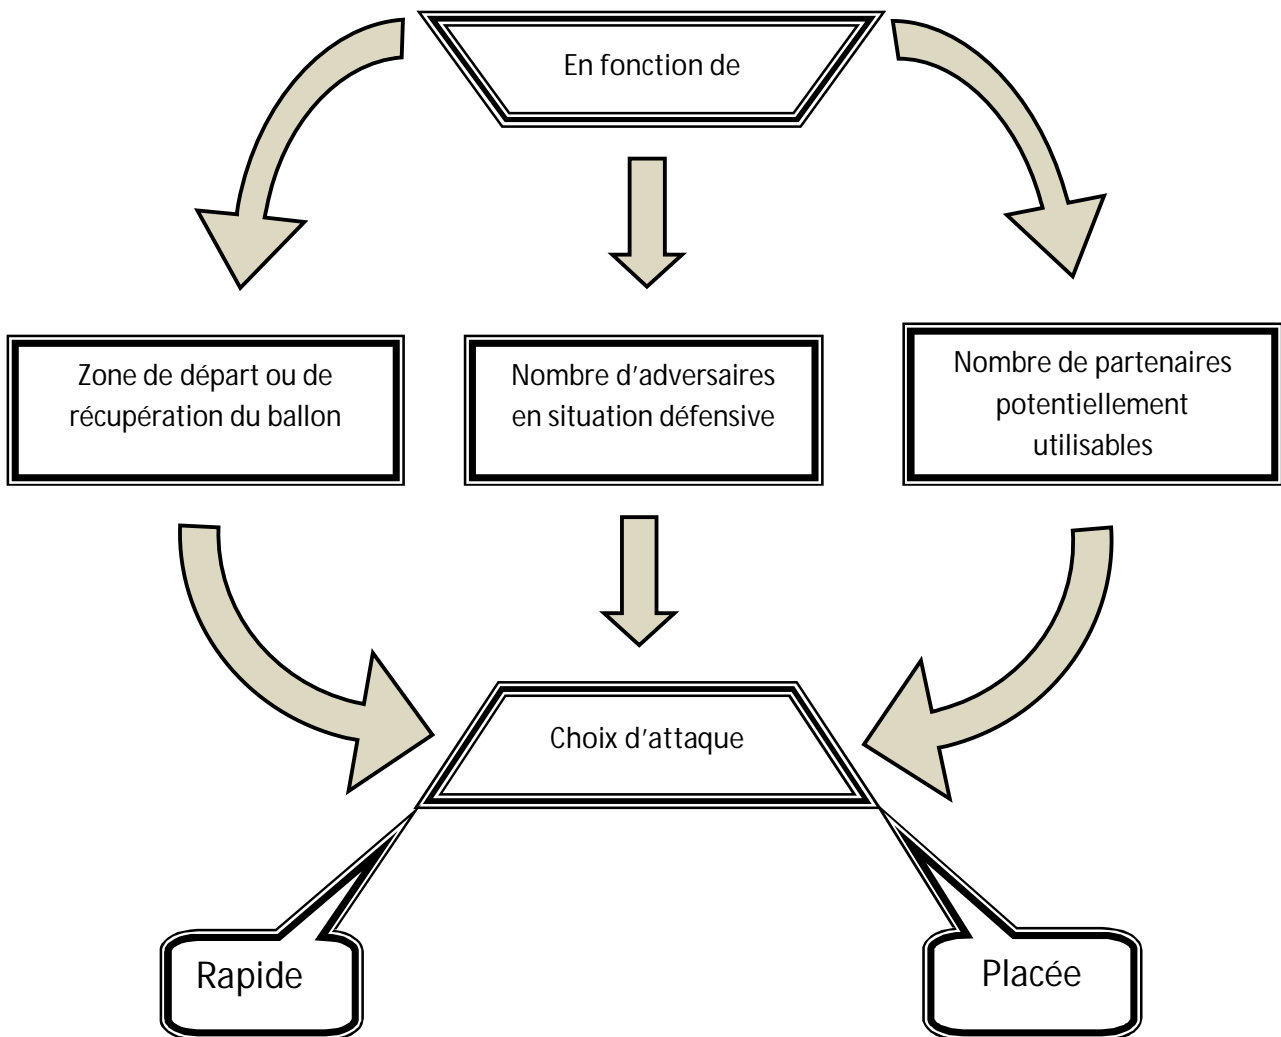 En fonction de
Zone de départ ou de
récupération du ballon
Nombre d’adversaires
en situation défensive
Nombre de partenaires
potentiellement
utilisables
Choix d’attaque
Rapide
Placée